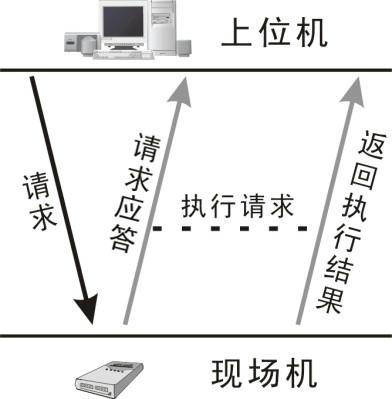 上位机
请求
请求应答
执行请求
返回执行结果
现场机